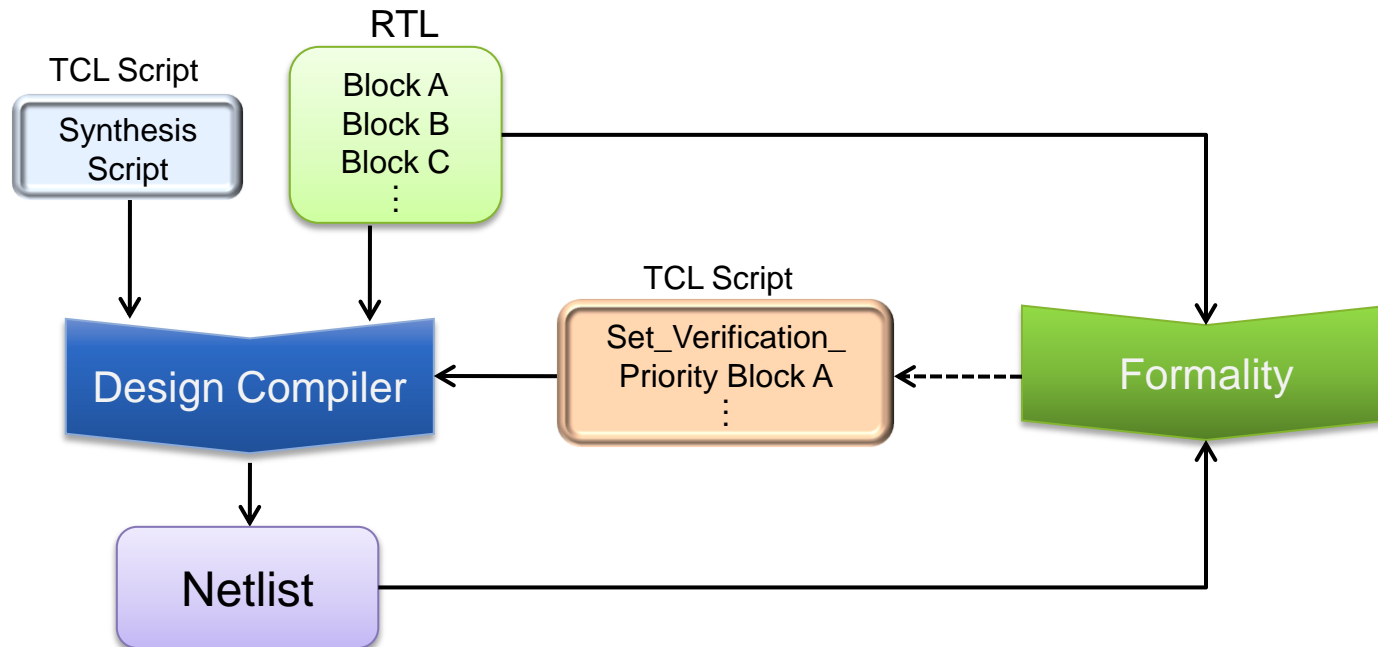 RTL
TCL Script
Block A
Block B
Block C
⋮
Synthesis
Script
TCL Script
Set_Verification_
Priority Block A
⋮
Design Compiler
Formality
Netlist